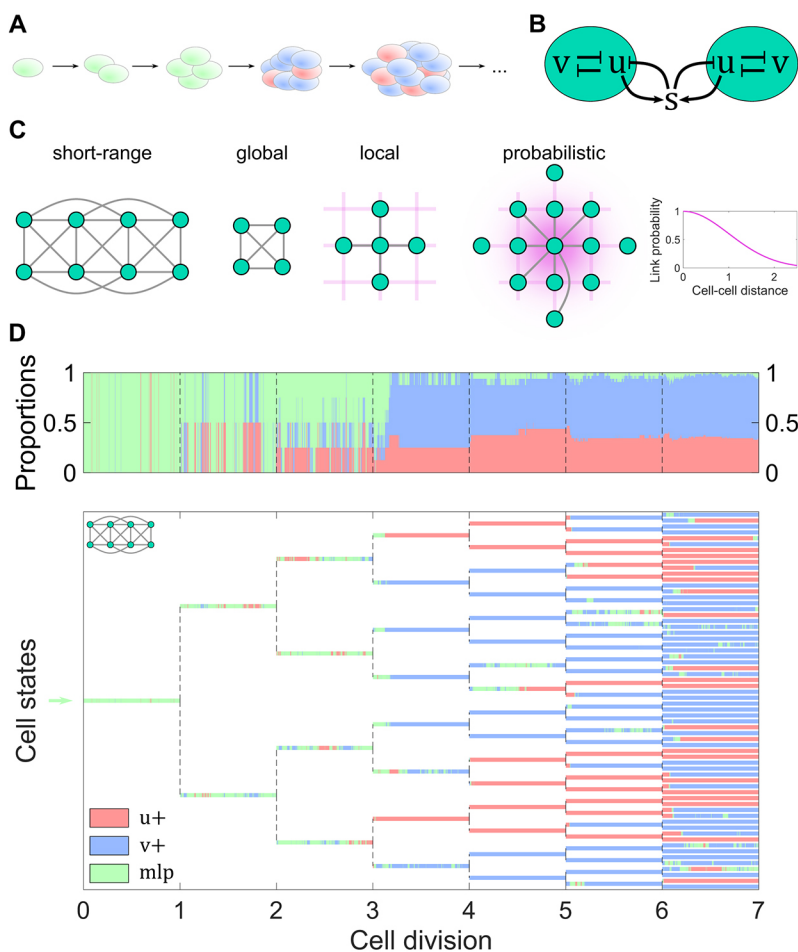 A
...
B
v u u v
s
C
short-range global local probabilistic
Link probability
1
0.5
0
0 1 2
Cell-cell distance
D
Proportions
1 1
0.5 0.5
0 0
Cell states
u+
v+
mlp
0 1 2 3 4 5 6 7
Cell division